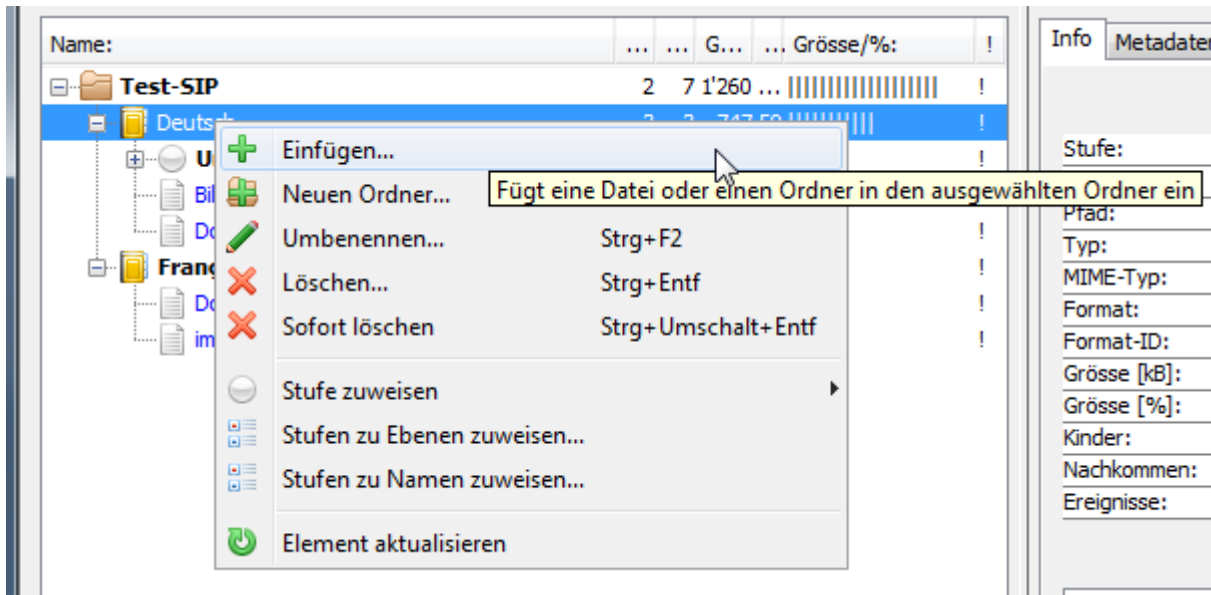 Name: ... ... G... ... Grösse/%: !
Info Metadaten
Test-SIP 2 7 1'260 ... !
Deutsch !
Einfügen...
!
Stufe:
Neuen Ordner...
Fügt eine Datei oder einen Ordner in den ausgewählten Ordner ein
Pfad:
Umbenennen... Strg+F2
!
Typ:
!
MIME-Typ:
Löschen... Strg+Entf
!
Format:
Sofort löschen Strg+Umschalt+Entf
!
Format-ID:
Grösse [kB]:
Stufe zuweisen
Grösse [%]:
Stufen zu Ebenen zuweisen...
Kinder:
Stufen zu Namen zuweisen...
Nachkommen:
Ereignisse:
Element aktualisieren